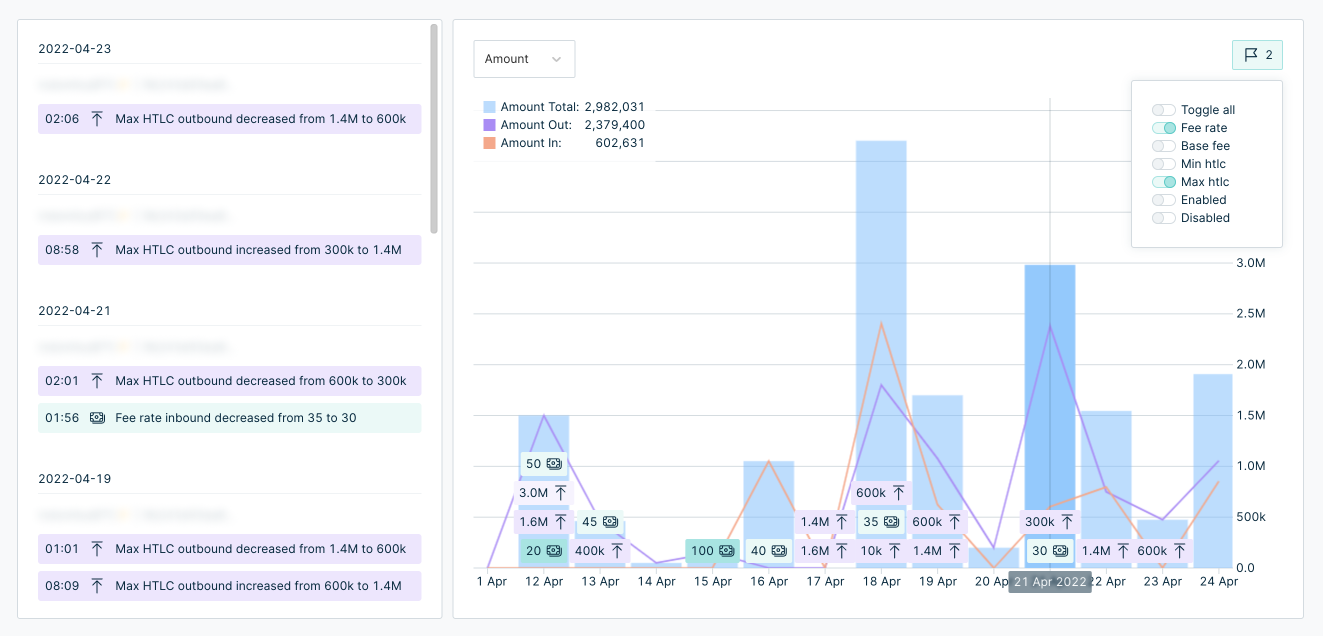 2022-04-23
02:06 Max HTLC outbound decreased from 1.4M to 600k
2022-04-22
08:58 Max HTLC outbound increased from 300k to 1.4M
2022-04-21
02:01 Max HTLC outbound decreased from 600k to 300k
01:56 Fee rate inbound decreased from 35 to 30
2022-04-19
01:01 Max HTLC outbound decreased from 1.4M to 600k
08:09 Max HTLC outbound increased from 600k to 1.4M
Amount
2
Amount Total: 2,982,031
Amount Out: 2,379,400
Amount In: 602,631
Toggle all
Fee rate
Base fee
Min htlc
Max htlc
Enabled
Disabled
3.0M
2.5M
2.0M
1.5M
1.0M
500k
0.0
50
3.0M 600k
1.6M 45 1.4M 35 600k 300k
20 400k 100 40 1.6M 10k 1.4M 30 1.4M 600k
1 Apr 12 Apr 13 Apr 14 Apr 15 Apr 16 Apr 17 Apr 18 Apr 19 Apr 20 Apr 21 Apr 2022 22 Apr 23 Apr 24 Apr